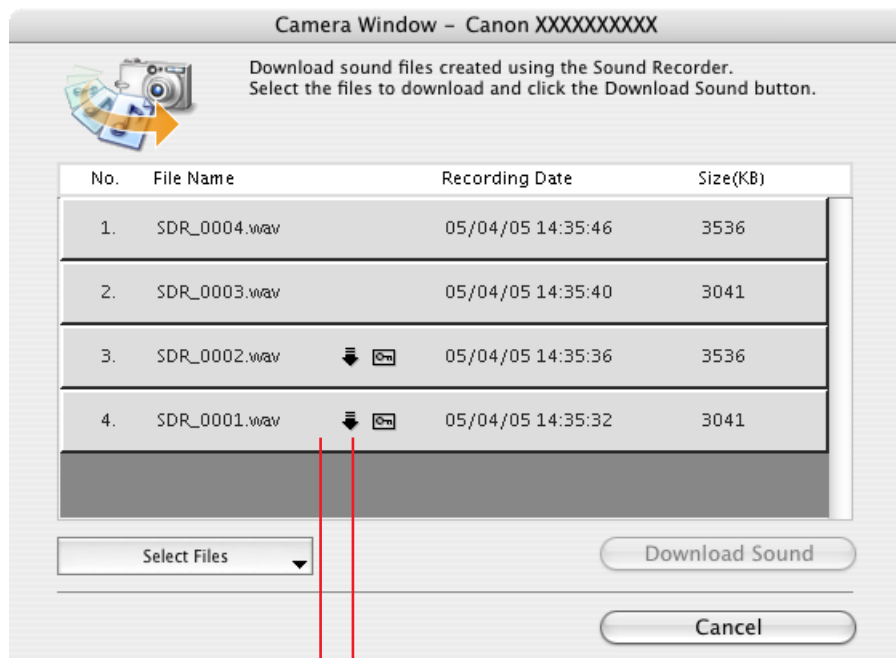 Camera Window – Canon XXXXXXXXXX
Download sound files created using the Sound Recorder.
Select the files to download and click the Download Sound button.
No. File Name Recording Date Size(KB)
1. SDR_0004.wav 05/04/05 14:35:46 3536
2. SDR_0003.wav 05/04/05 14:35:40 3041
3. SDR_0002.wav 05/04/05 14:35:36 3536
4. SDR_0001.wav 05/04/05 14:35:32 3041
Select Files Download Sound
Cancel